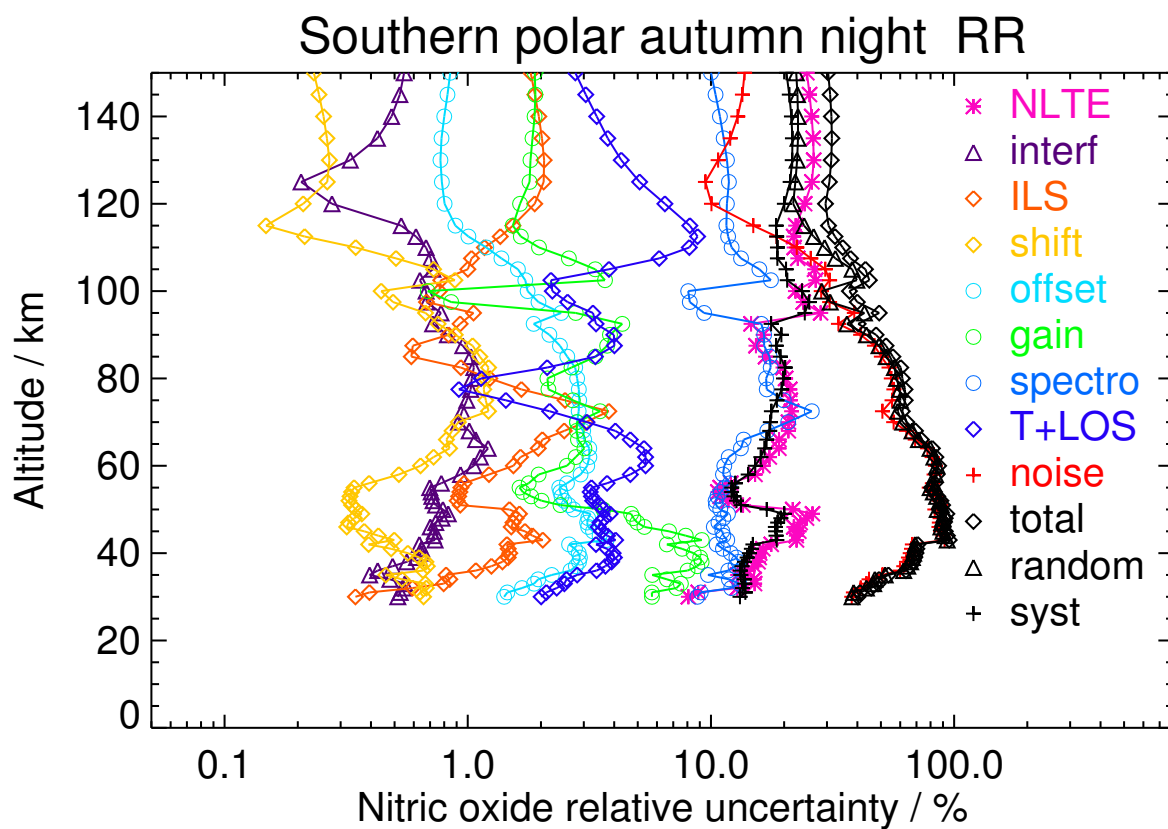 Southern polar autumn night RR
Altitude / km
140
120
100
80
60
40
20
0
NLTE
interf
ILS
shift
offset
gain
spectro
T+LOS
noise
total
random
syst
0.1 1.0 10.0 100.0
Nitric oxide relative uncertainty / %